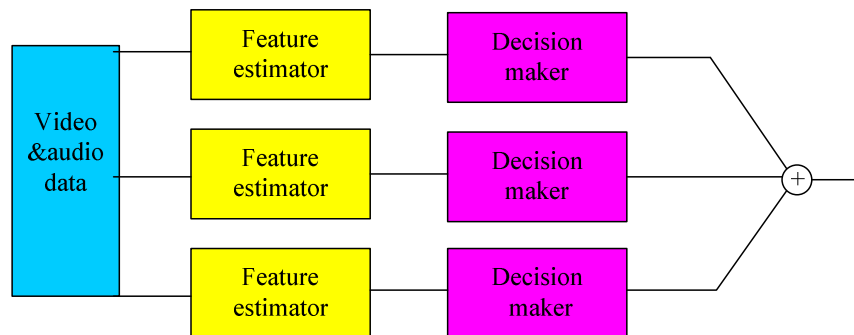 Video
&audio
data
Feature
estimator
Decision
maker
Feature
estimator
Decision
maker
+
Feature
estimator
Decision
maker